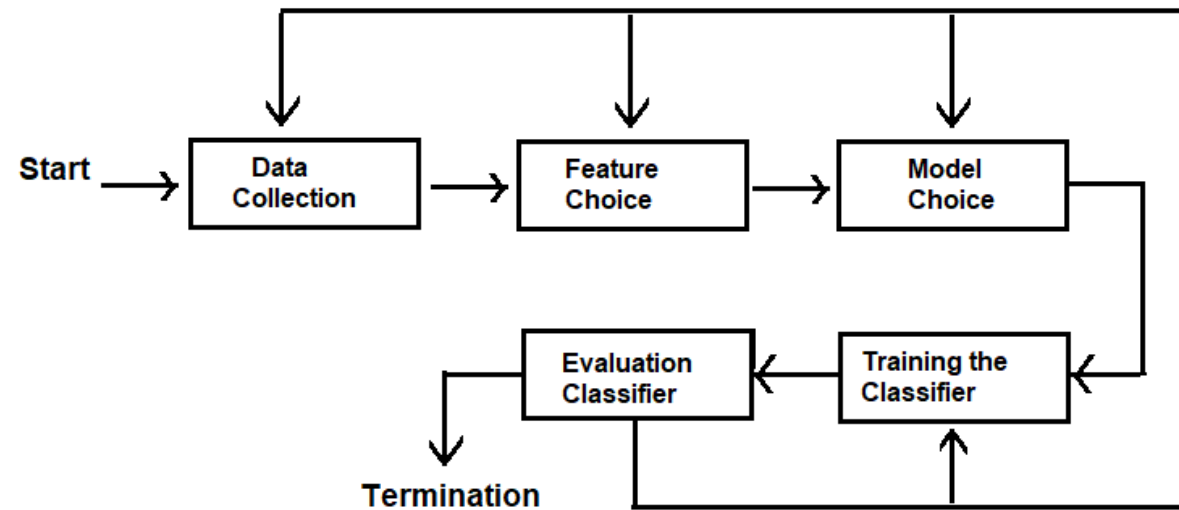 Start
Data
Collection
Feature
Choice
Model
Choice
Evaluation
Classifier
Training the
Classifier
Termination